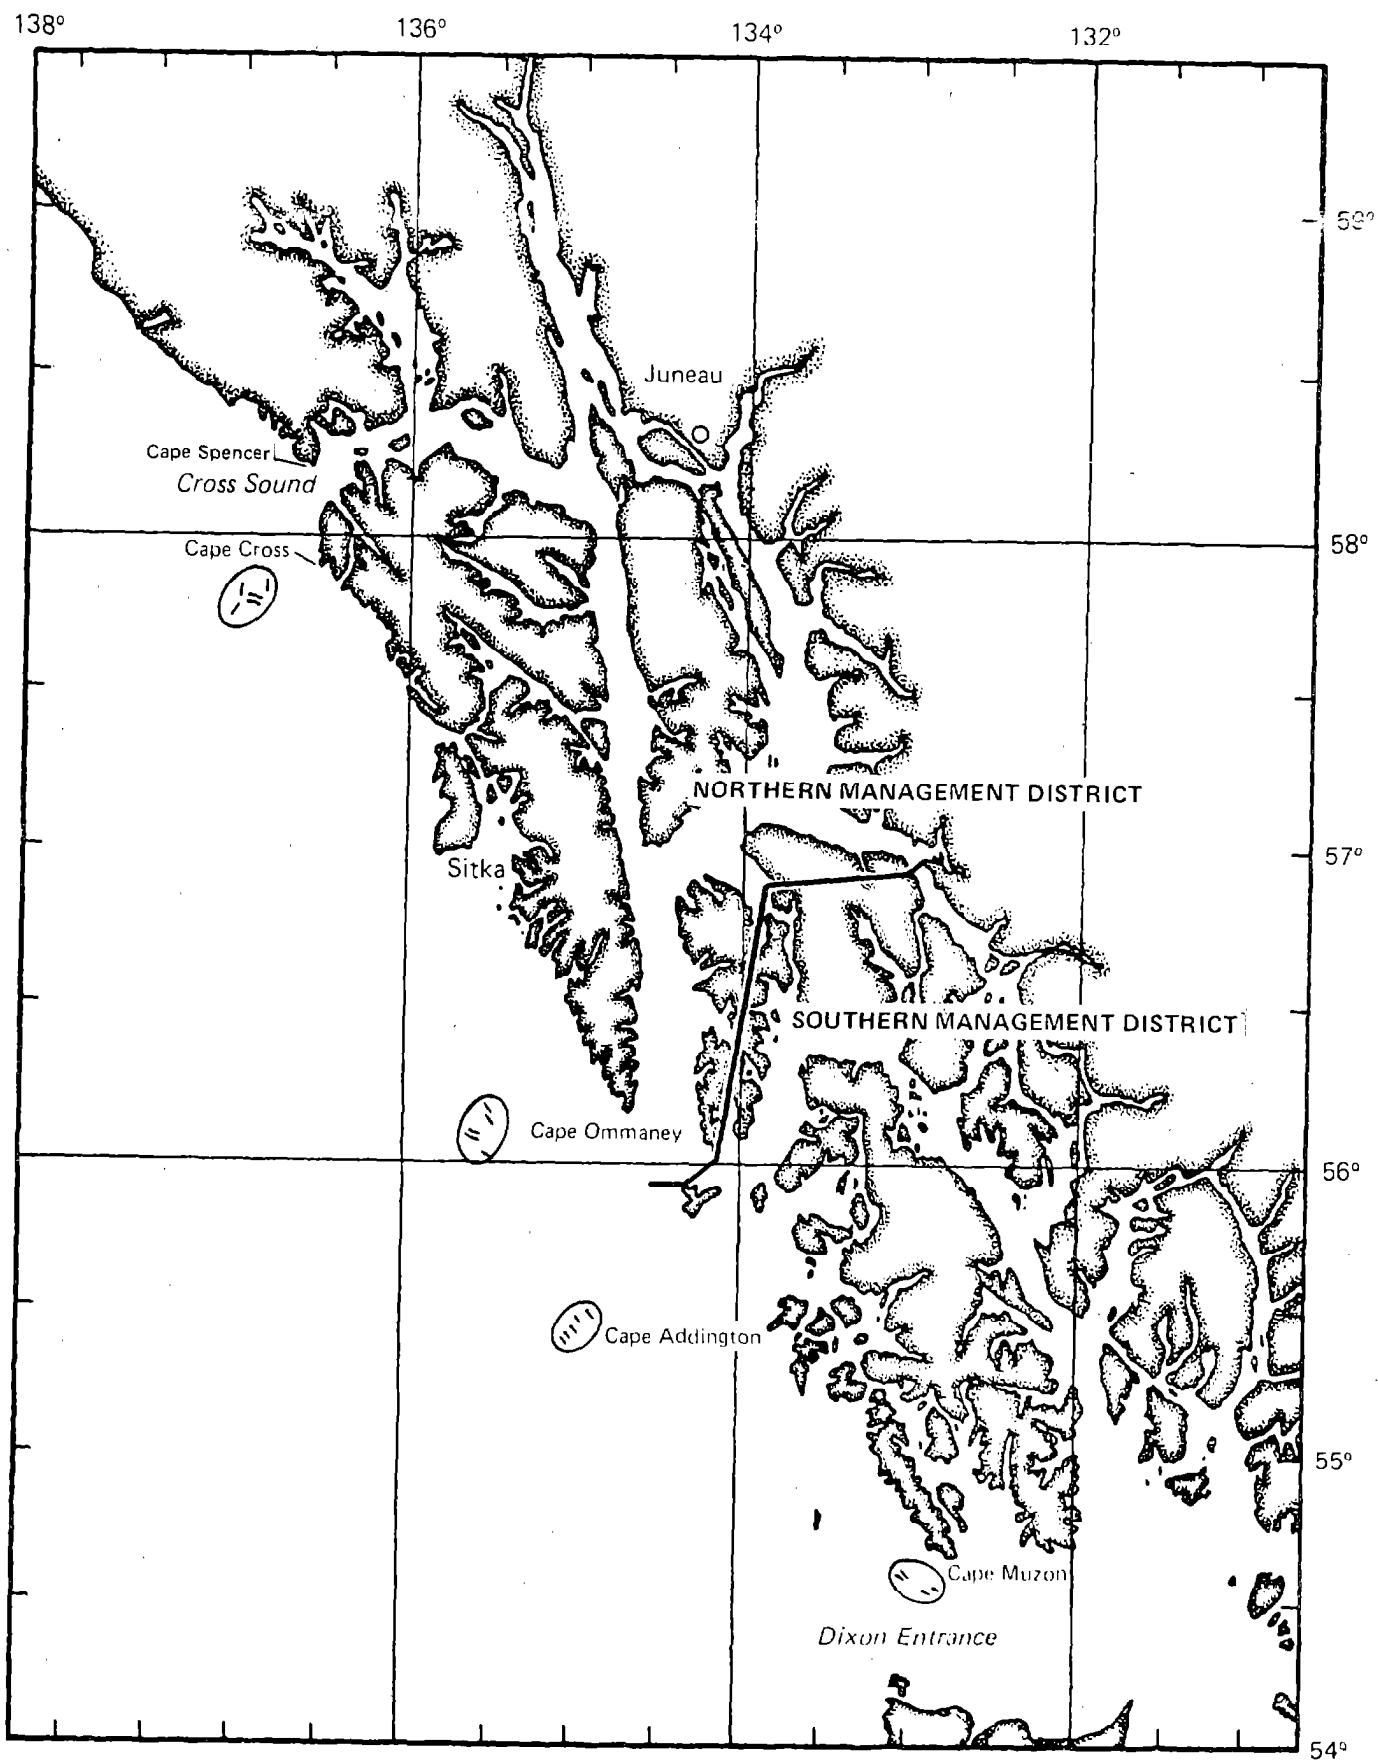 138° 136° 134° 132°
59°
Juneau
Cape Spencer
Cross Sound
58°
Cape Cross
NORTHERN MANAGEMENT DISTRICT
57°
Sitka
SOUTHERN MANAGEMENT DISTRICT
Cape Ommaney
56°
Cape Addington
55°
Cape Muzon
Dixon Entrance
54°